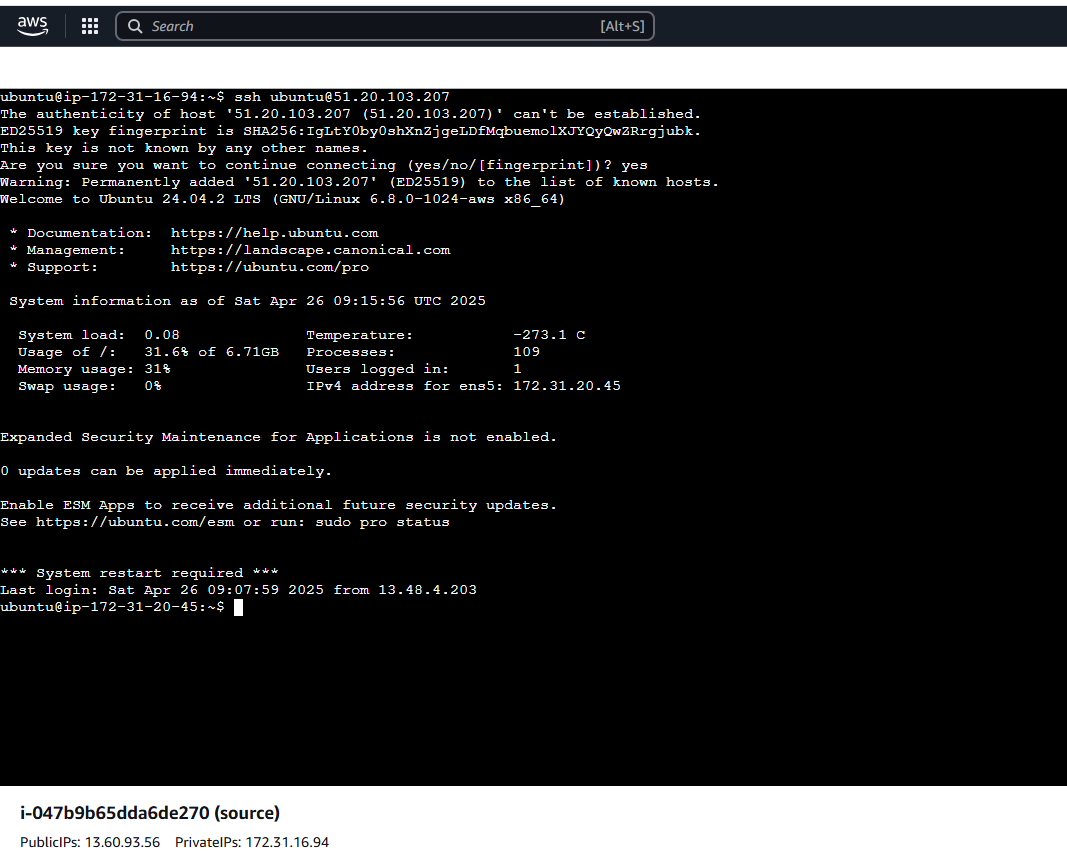 aws
Search [Alt+S]
ubuntu@ip-172-31-16-94:~$ ssh ubuntu@51.20.103.207
The authenticity of host '51.20.103.207 (51.20.103.207)' can't be established.
ED25519 key fingerprint is SHA256:IgLtY0by0shXnZjgeLDfMqbuemolXJYQyQwZRrgjubk.
This key is not known by any other names.
Are you sure you want to continue connecting (yes/no/[fingerprint])? yes
Warning: Permanently added '51.20.103.207' (ED25519) to the list of known hosts.
Welcome to Ubuntu 24.04.2 LTS (GNU/Linux 6.8.0-1024-aws x86_64)
* Documentation: https://help.ubuntu.com
* Management: https://landscape.canonical.com
* Support: https://ubuntu.com/pro
System information as of Sat Apr 26 09:15:56 UTC 2025
System load: 0.08 Temperature: -273.1 C
Usage of /: 31.6% of 6.71GB Processes: 109
Memory usage: 31% Users logged in: 1
Swap usage: 0% IPv4 address for ens5: 172.31.20.45
Expanded Security Maintenance for Applications is not enabled.
0 updates can be applied immediately.
Enable ESM Apps to receive additional future security updates.
See https://ubuntu.com/esm or run: sudo pro status
*** System restart required ***
Last login: Sat Apr 26 09:07:59 2025 from 13.48.4.203
ubuntu@ip-172-31-20-45:~$
i-047b9b65dda6de270 (source)
PublicIPs: 13.60.93.56 PrivateIPs: 172.31.16.94